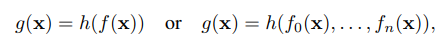 g(x) = h(f(x)) or g(x) = h(f₀(x), . . . , fₙ(x)),